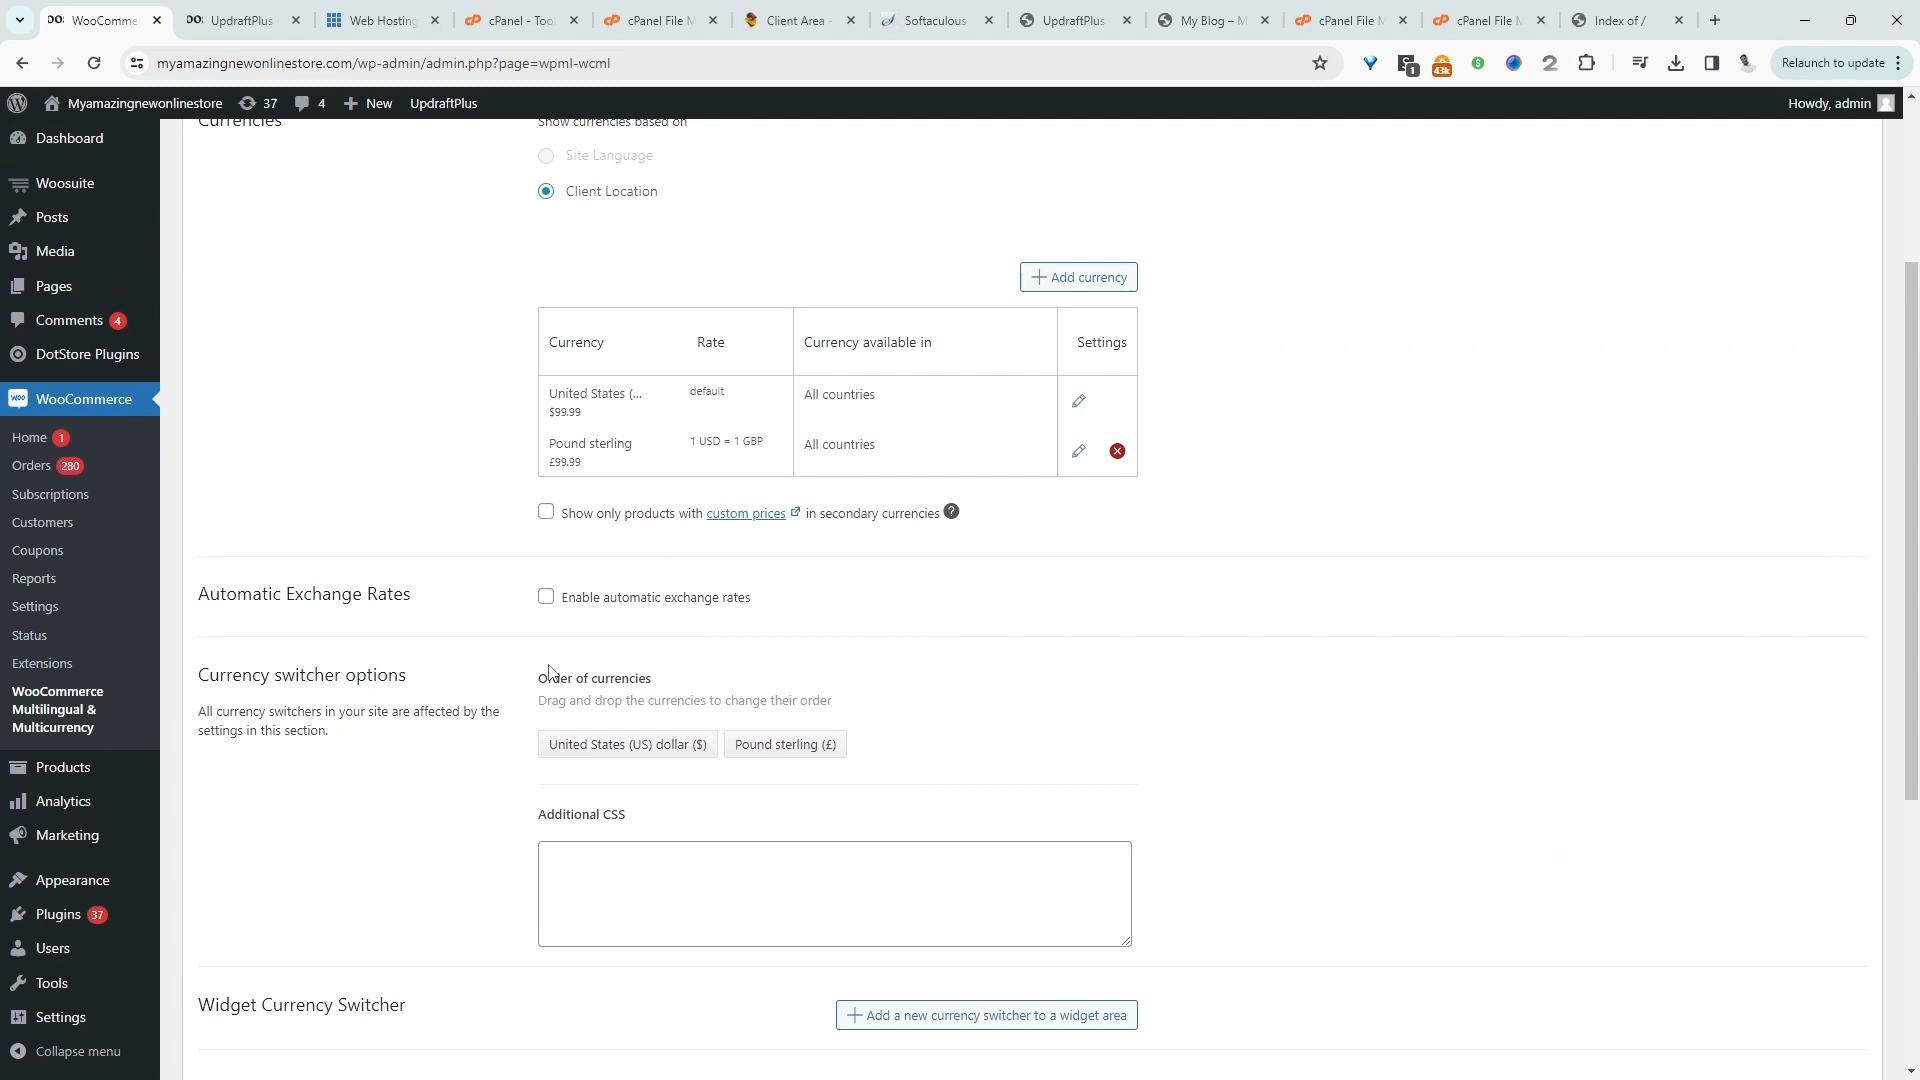 WooComme
UpdraftPlus
Web Hosting
cPanel - Too
cPanel File M
Client Area -
Softaculous
UpdraftPlus
My Blog – M
cPanel File M
cPanel File M
Index of /
myamazingnewonlinestore.com/wp-admin/admin.php?page=wpml-wcml
1
43k
Relaunch to update
Myamazingnewonlinestore
37
4
New
UpdraftPlus
Howdy, admin
Dashboard
Woosuite
Posts
Media
Pages
Comments 4
DotStore Plugins
WooCommerce
Home 1
Orders 280
Subscriptions
Customers
Coupons
Reports
Settings
Status
Extensions
WooCommerce
Multilingual &
Multicurrency
Products
Analytics
Marketing
Appearance
Plugins 37
Users
Tools
Settings
Collapse menu
Currencies
Show currencies based on
Site Language
Client Location
Add currency
Currency Rate Currency available in Settings
United States (... default All countries
$99.99
Pound sterling 1 USD = 1 GBP All countries
£99.99
Show only products with custom prices in secondary currencies ?
Automatic Exchange Rates
Enable automatic exchange rates
Currency switcher options
All currency switchers in your site are affected by the
settings in this section.
Order of currencies
Drag and drop the currencies to change their order
United States (US) dollar ($) Pound sterling (£)
Additional CSS
Widget Currency Switcher
Add a new currency switcher to a widget area